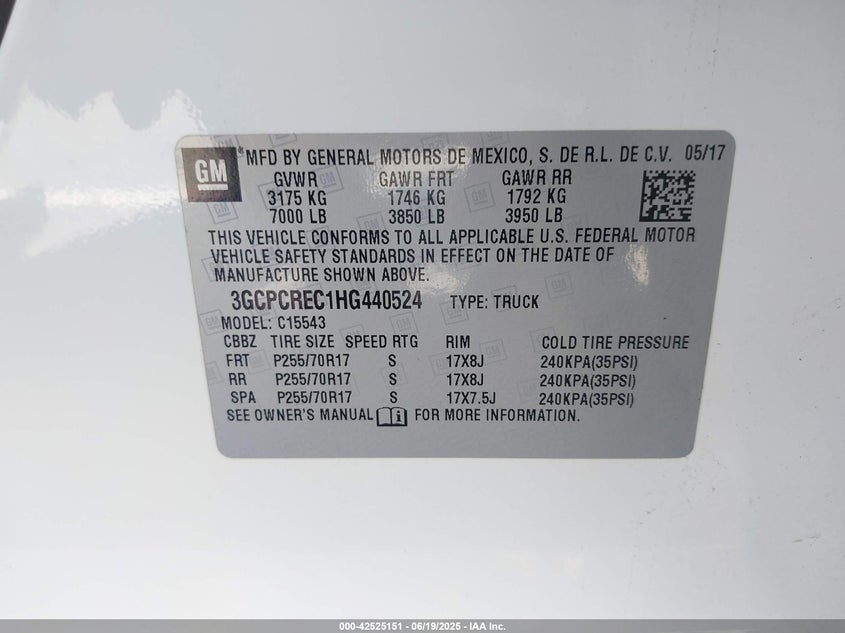 GM ® MFD BY GENERAL MOTORS DE MEXICO, S. DE R.L. DE C.V. 05/17
GVWR GAWR FRT GAWR RR
3175 KG 1746 KG 1792 KG
7000 LB 3850 LB 3950 LB
THIS VEHICLE CONFORMS TO ALL APPLICABLE U.S. FEDERAL MOTOR
VEHICLE SAFETY STANDARDS IN EFFECT ON THE DATE OF
MANUFACTURE SHOWN ABOVE.
3GCPCREC1HG440524 TYPE: TRUCK
MODEL: C15543
CBBZ TIRE SIZE SPEED RTG RIM COLD TIRE PRESSURE
FRT P255/70R17 S 17X8J 240KPA(35PSI)
RR P255/70R17 S 17X8J 240KPA(35PSI)
SPA P255/70R17 S 17X7.5J 240KPA(35PSI)
SEE OWNER'S MANUAL FOR MORE INFORMATION.
000-42525151 - 06/19/2025 - IAA Inc.